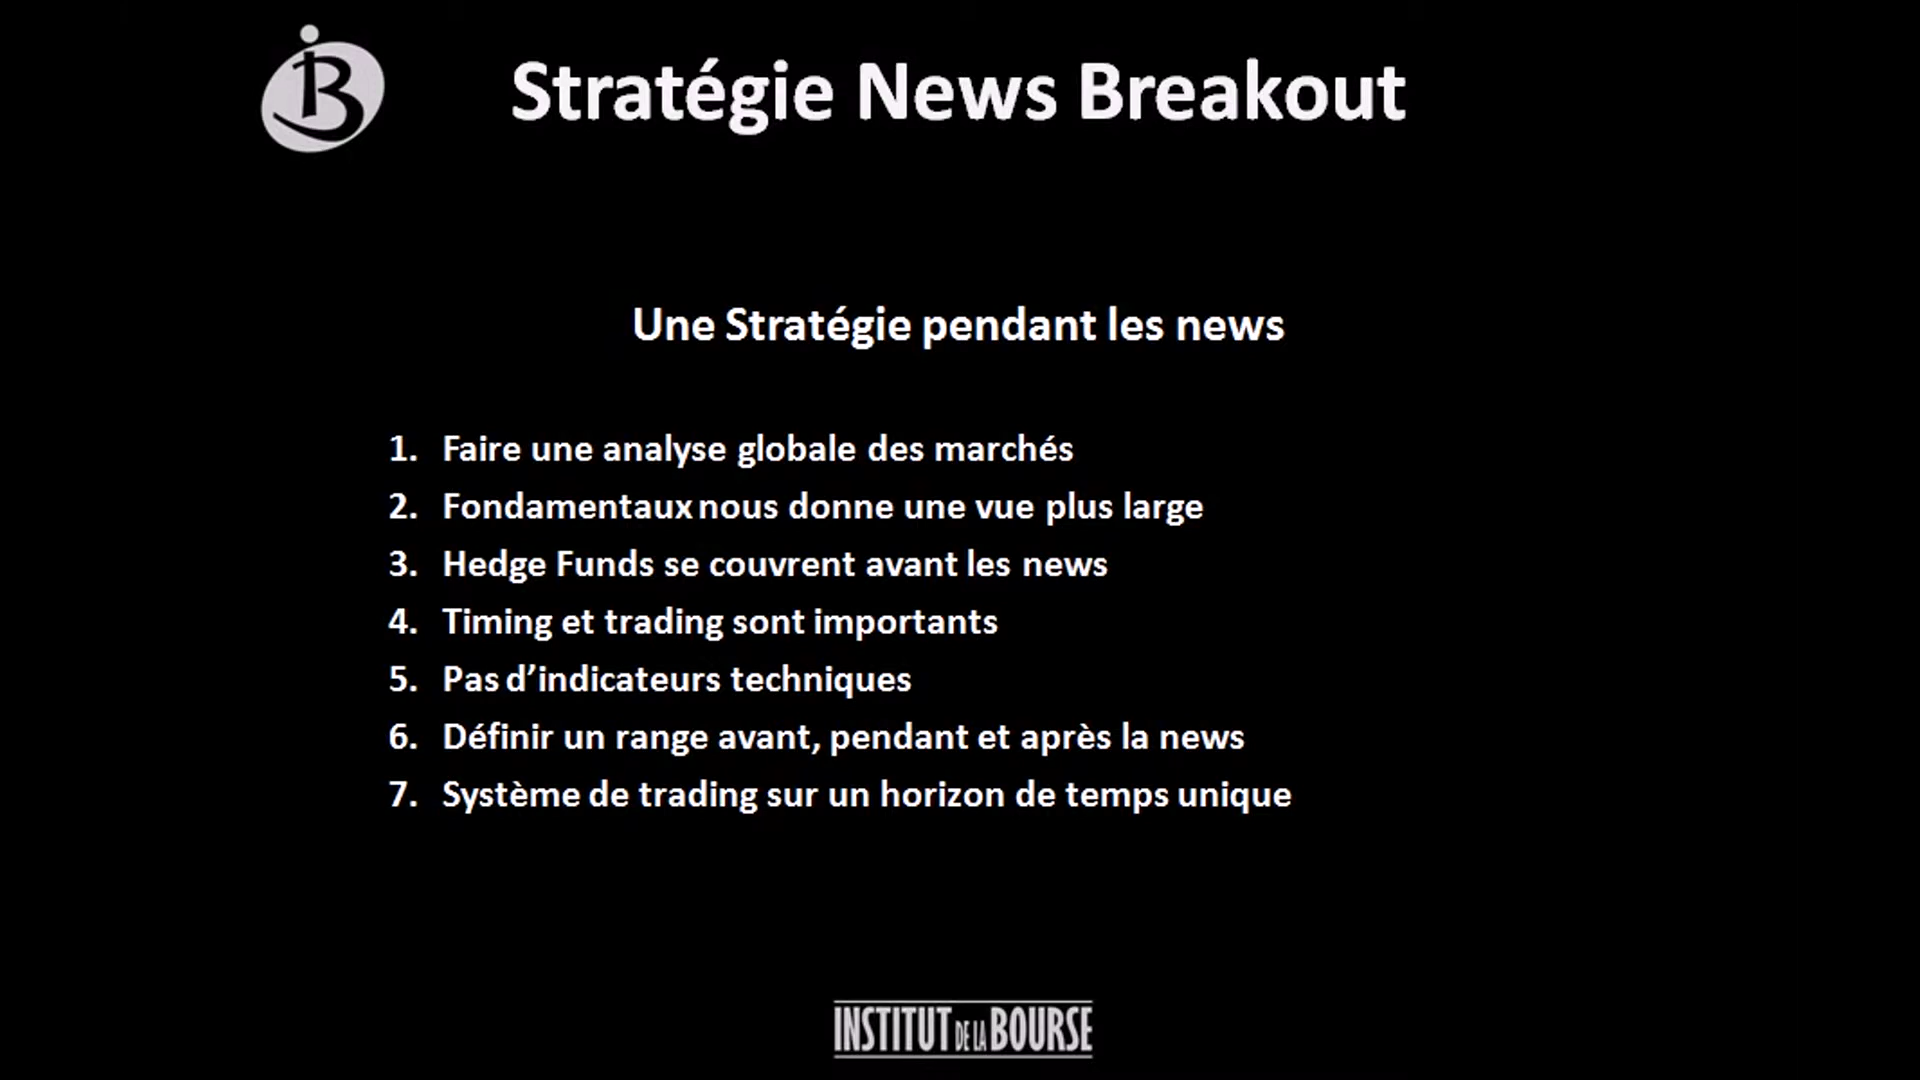 Stratégie News Breakout
Une Stratégie pendant les news
1. Faire une analyse globale des marchés
2. Fondamentaux nous donne une vue plus large
3. Hedge Funds se couvrent avant les news
4. Timing et trading sont importants
5. Pas d’indicateurs techniques
6. Définir un range avant, pendant et après la news
7. Système de trading sur un horizon de temps unique
INSTITUT DE LA BOURSE